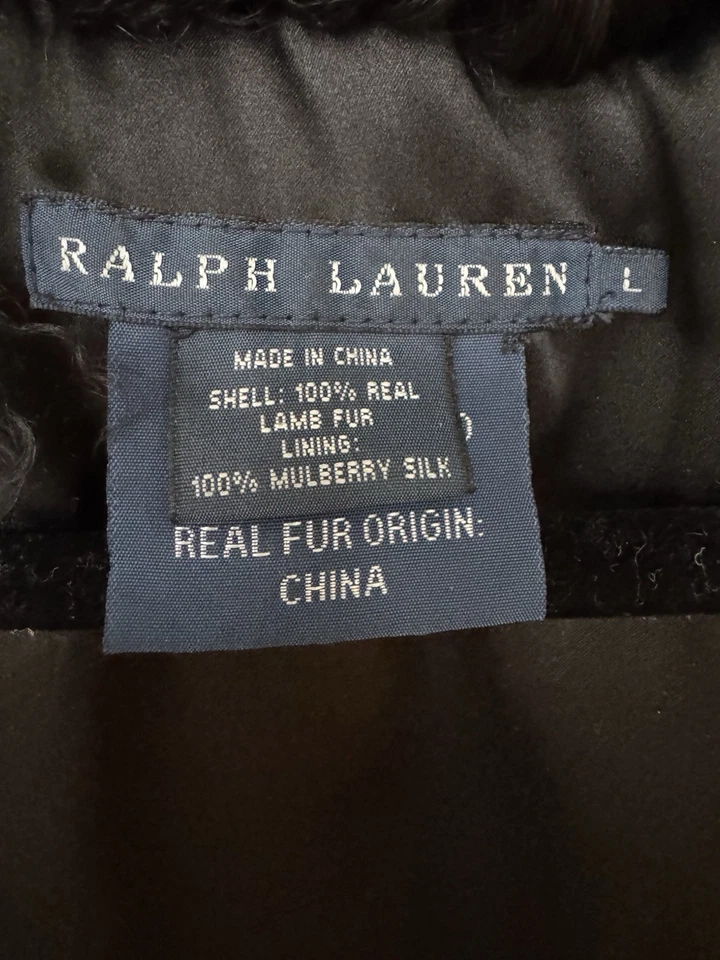 RALPH LAUREN L
MADE IN CHINA
SHELL: 100% REAL
LAMB FUR
LINING:
100% MULBERRY SILK
REAL FUR ORIGIN:
CHINA